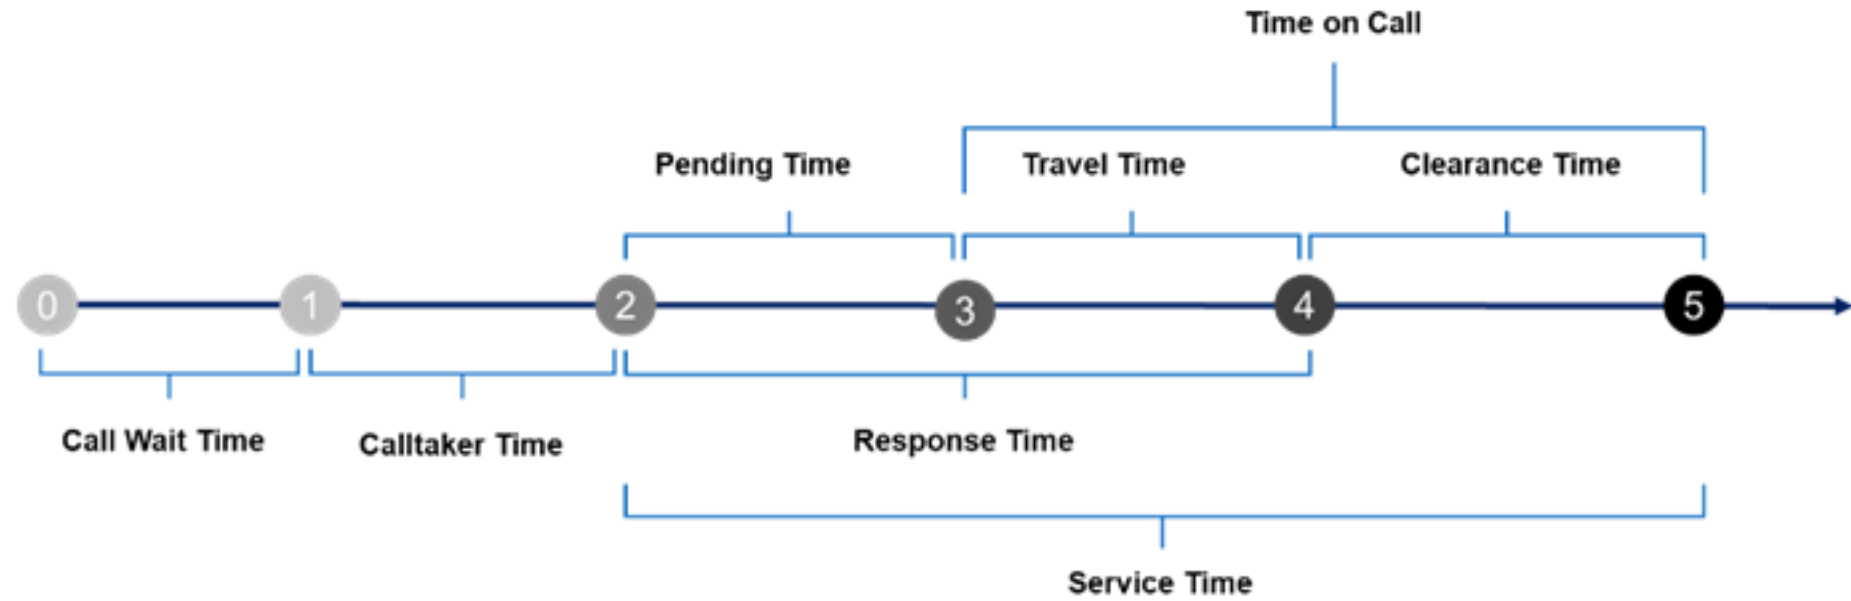 Time on Call
Pending Time
Travel Time
Clearance Time
0
1
2
3
4
5
Call Wait Time
Calltaker Time
Response Time
Service Time